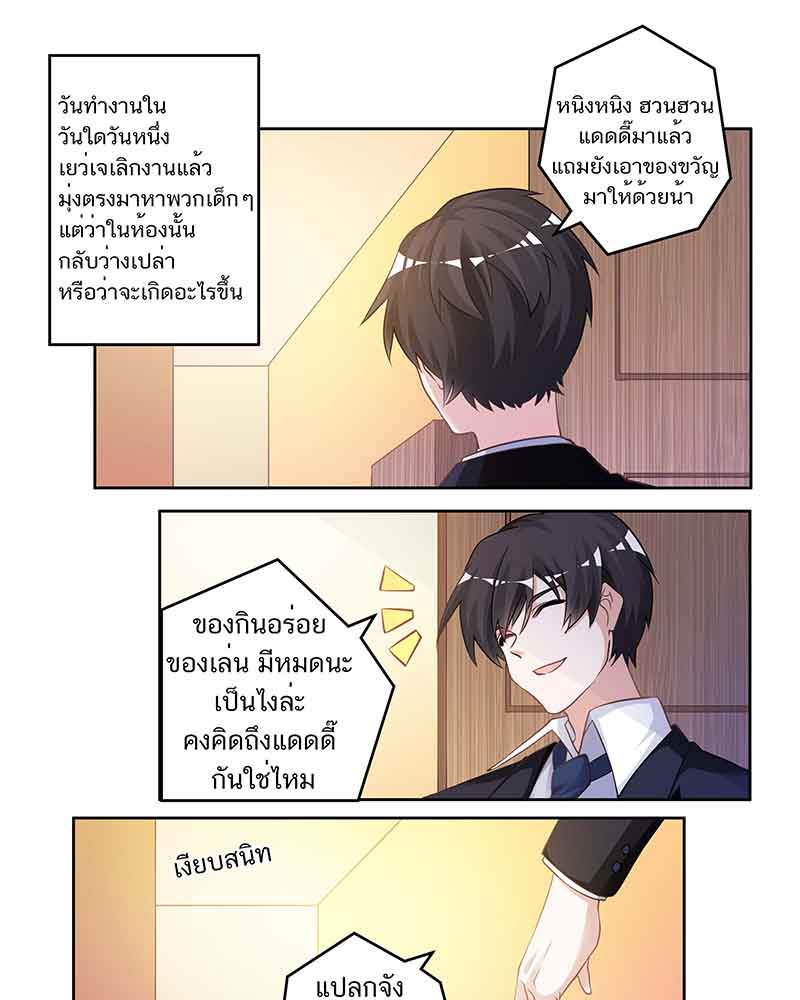 วันทำงานใน
วันใดวันหนึ่ง
เยว่เจเลิกงานแล้ว
มุ่งตรงมาหาพวกเด็กๆ
แต่ว่าในห้องนั้น
กลับว่างเปล่า
หรือว่าจะเกิดอะไรขึ้น
หนิงหนิง ฮวนฮวน
แดดดี๊มาแล้ว
แถมยังเอาของขวัญ
มาให้ด้วยน้า
ของกินอร่อย
ของเล่น มีหมดนะ
เป็นไงล่ะ
คงคิดถึงแดดดี๊
กันใช่ไหม
เงียบสนิท
แปลกจัง